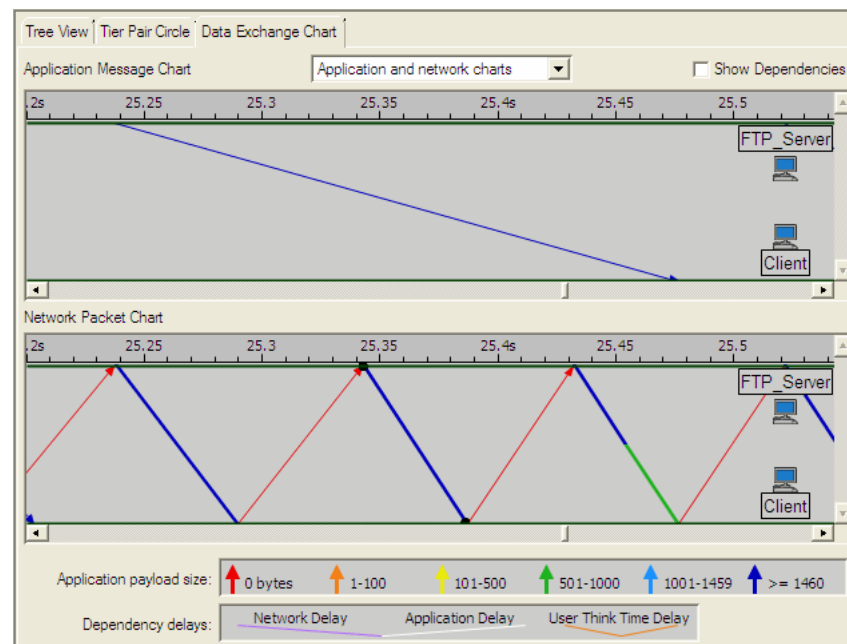 Tree View Tier Pair Circle Data Exchange Chart
Application Message Chart Application and network charts Show Dependencies
.2s 25.25 25.3 25.35 25.4s 25.45 25.5
FTP_Server
Client
Network Packet Chart
.2s 25.25 25.3 25.35 25.4s 25.45 25.5
FTP_Server
Client
Application payload size: 0 bytes 1-100 101-500 501-1000 1001-1459 >= 1460
Dependency delays: Network Delay Application Delay User Think Time Delay